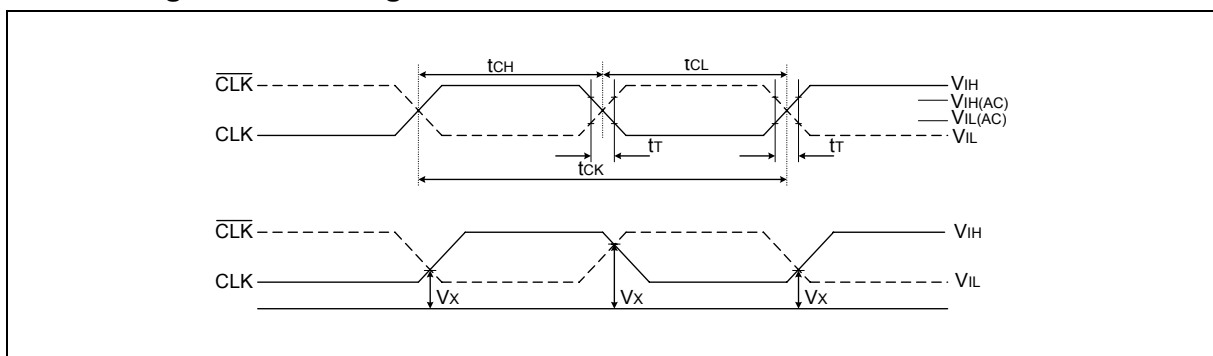 tCH tCL
CLK VIH
VIH(AC)
VIL(AC)
CLK VIL
tT tT
tCK
CLK VIH
CLK VIL
VX VX VX